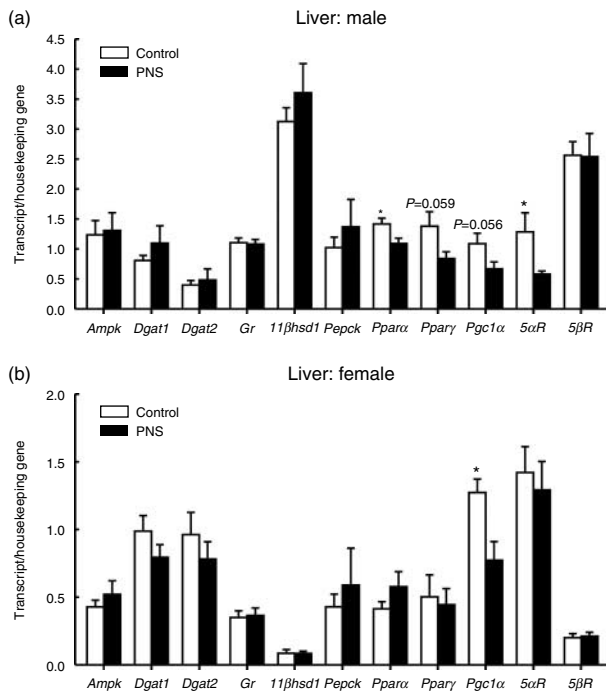 (a)
Liver: male
Transcript/housekeeping gene
4.5
4.0
3.5
3.0
2.5
2.0
1.5
1.0
0.5
0.0
Control
PNS
*
P=0.059
P=0.056
*
Ampk Dgat1 Dgat2 Gr 11βhsd1 Pepck Pparα Pparγ Pgc1α 5αR 5βR
(b)
Liver: female
Transcript/housekeeping gene
2.0
1.5
1.0
0.5
0.0
Control
PNS
*
Ampk Dgat1 Dgat2 Gr 11βhsd1 Pepck Pparα Pparγ Pgc1α 5αR 5βR